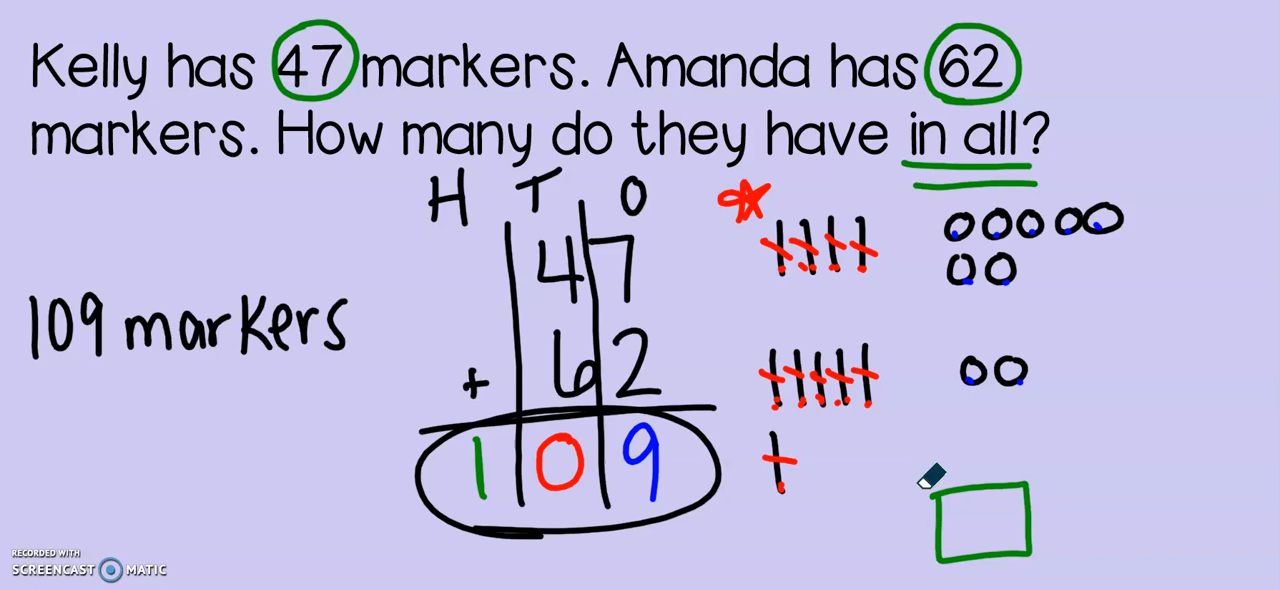 Kelly has 47 markers. Amanda has 62
markers. How many do they have in all?
H T O
47
109 markers
+ 62
109
RECORDED WITH
SCREENCAST MATIC